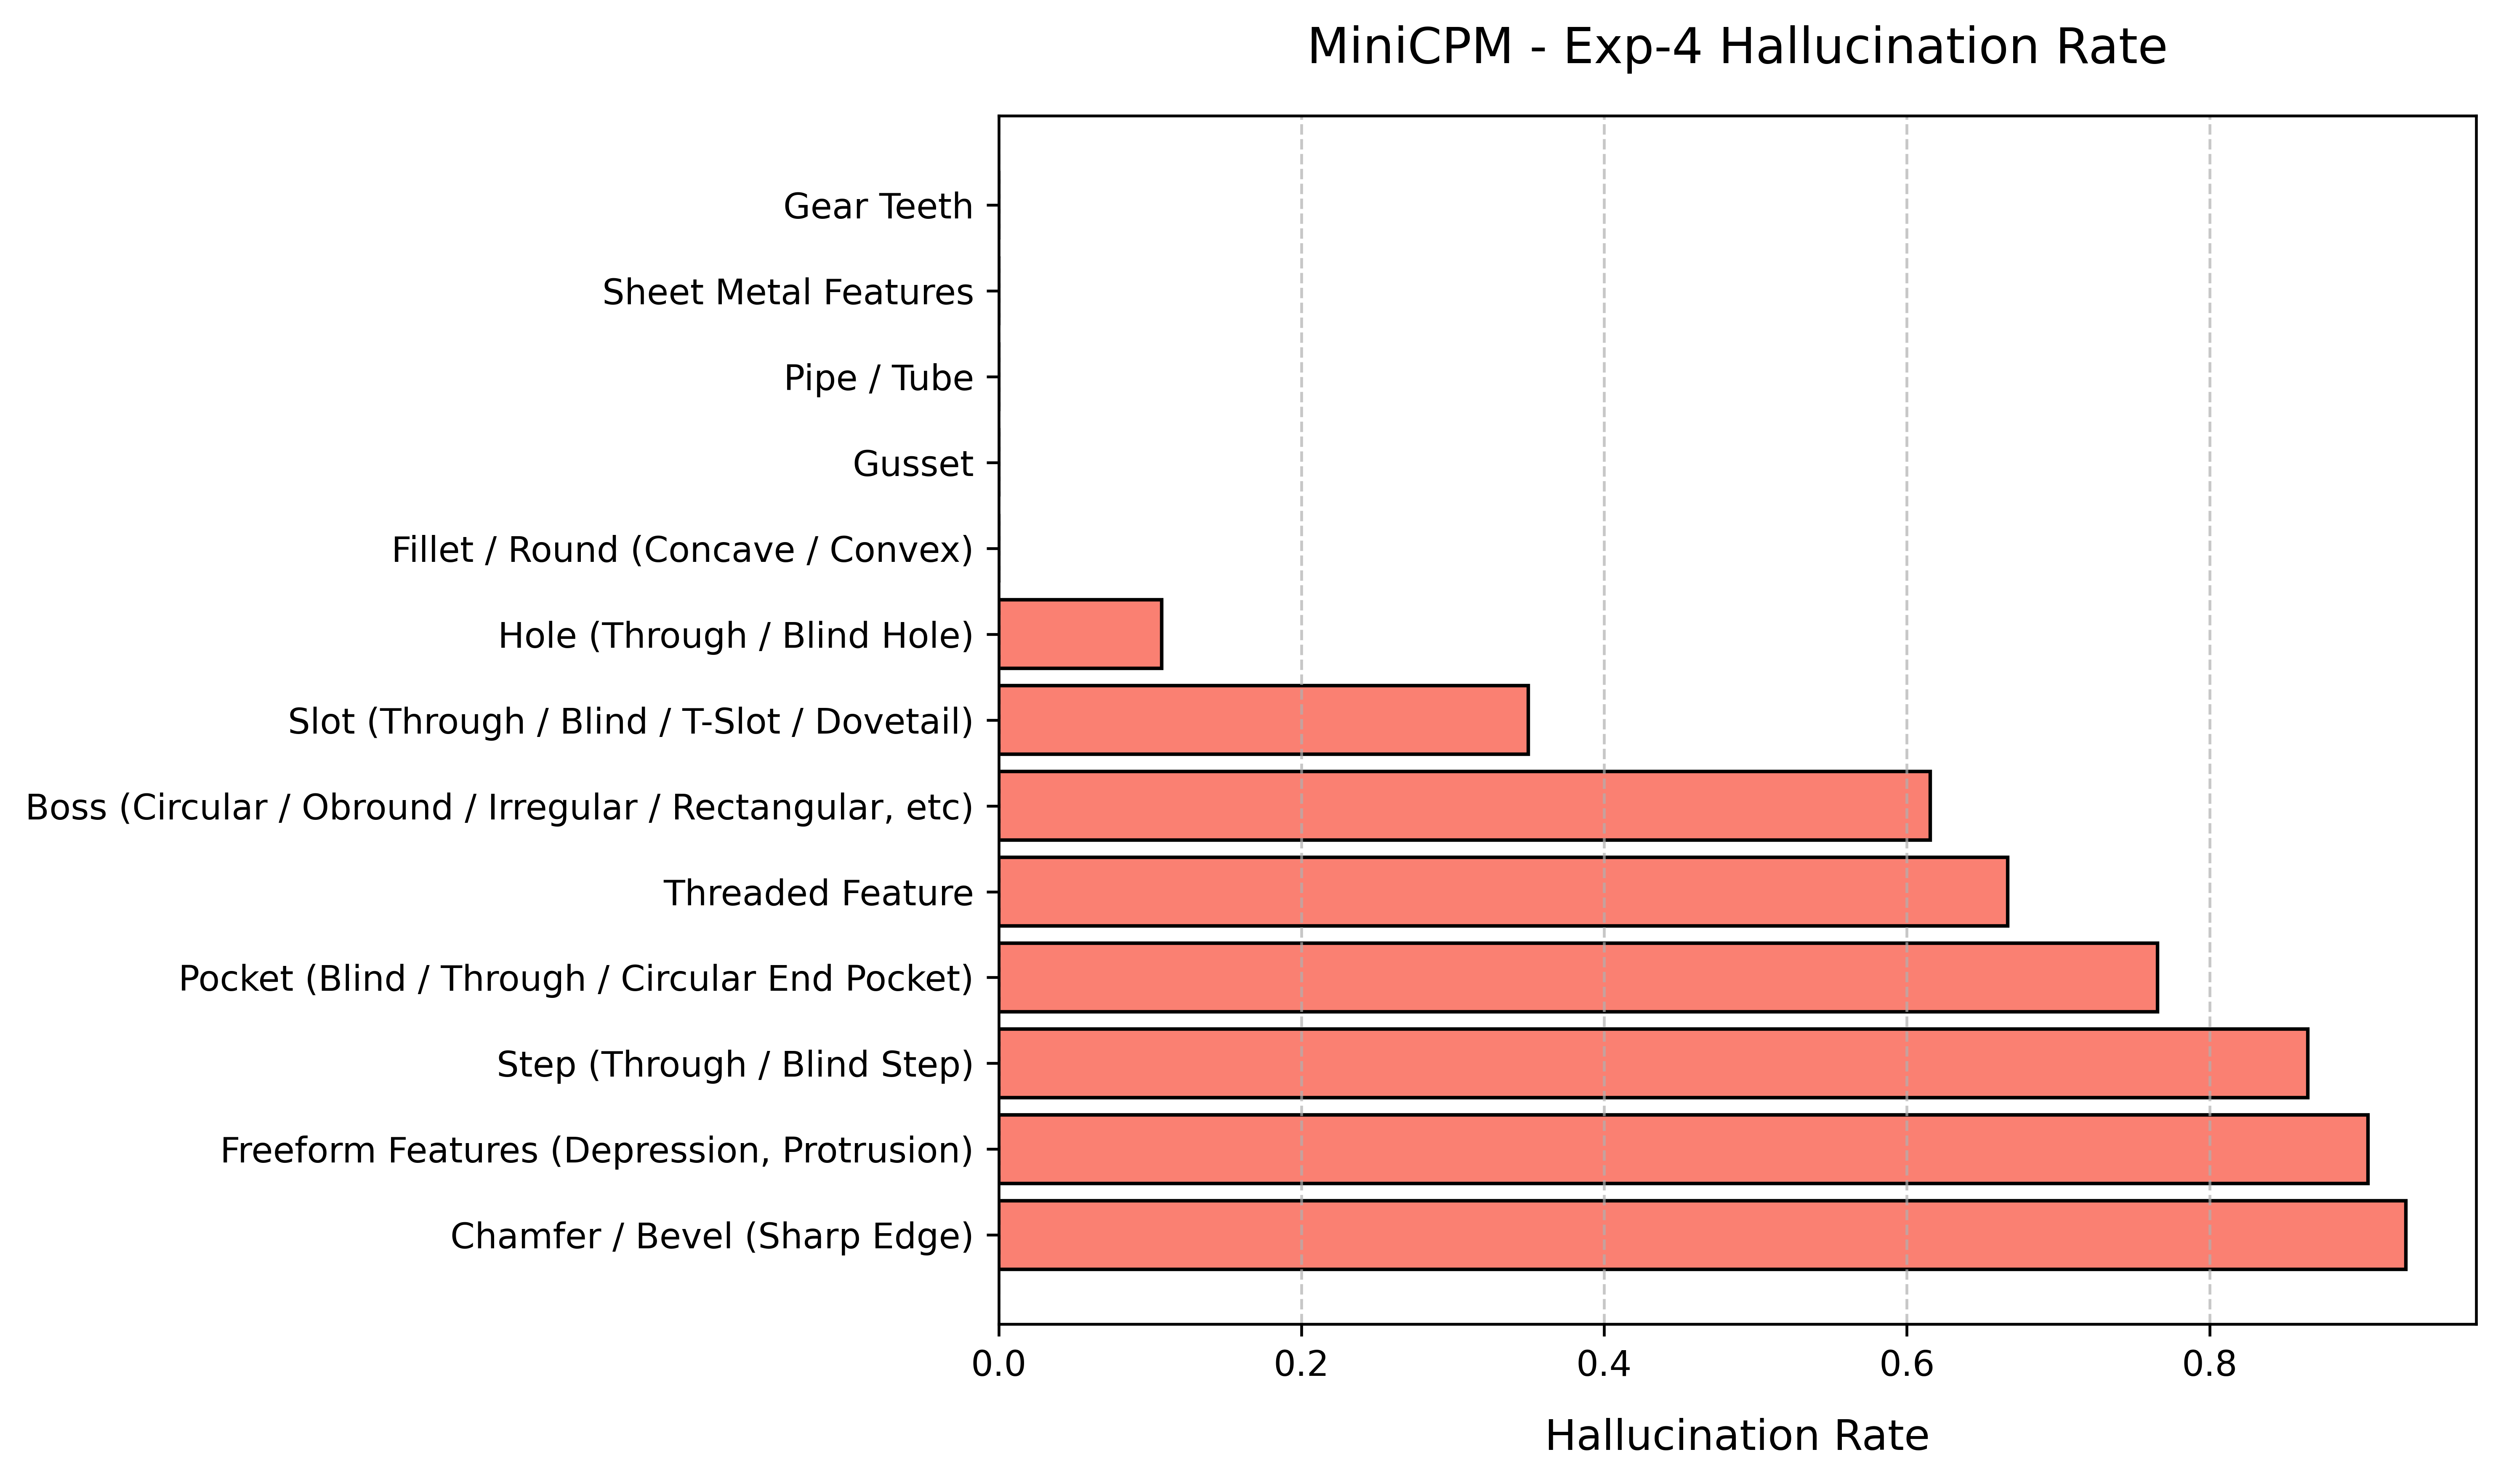 MiniCPM - Exp-4 Hallucination Rate
Gear Teeth
Sheet Metal Features
Pipe / Tube
Gusset
Fillet / Round (Concave / Convex)
Hole (Through / Blind Hole)
Slot (Through / Blind / T-Slot / Dovetail)
Boss (Circular / Obround / Irregular / Rectangular, etc)
Threaded Feature
Pocket (Blind / Through / Circular End Pocket)
Step (Through / Blind Step)
Freeform Features (Depression, Protrusion)
Chamfer / Bevel (Sharp Edge)
0.0 0.2 0.4 0.6 0.8
Hallucination Rate